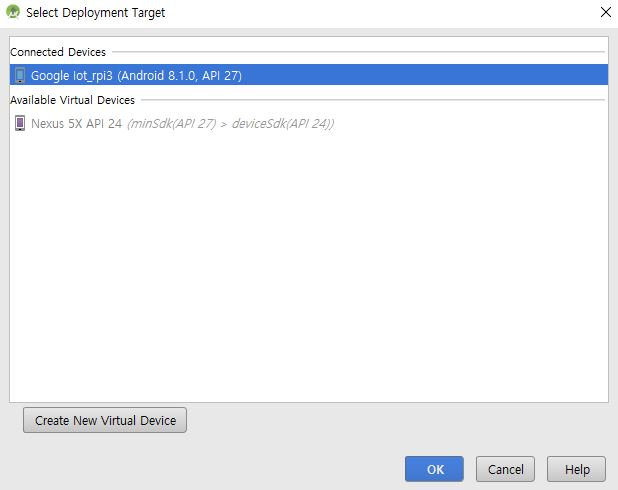 Select Deployment Target
Connected Devices
Google Iot_rpi3 (Android 8.1.0, API 27)
Available Virtual Devices
Nexus 5X API 24 (minSdk(API 27) > deviceSdk(API 24))
Create New Virtual Device
OK Cancel Help